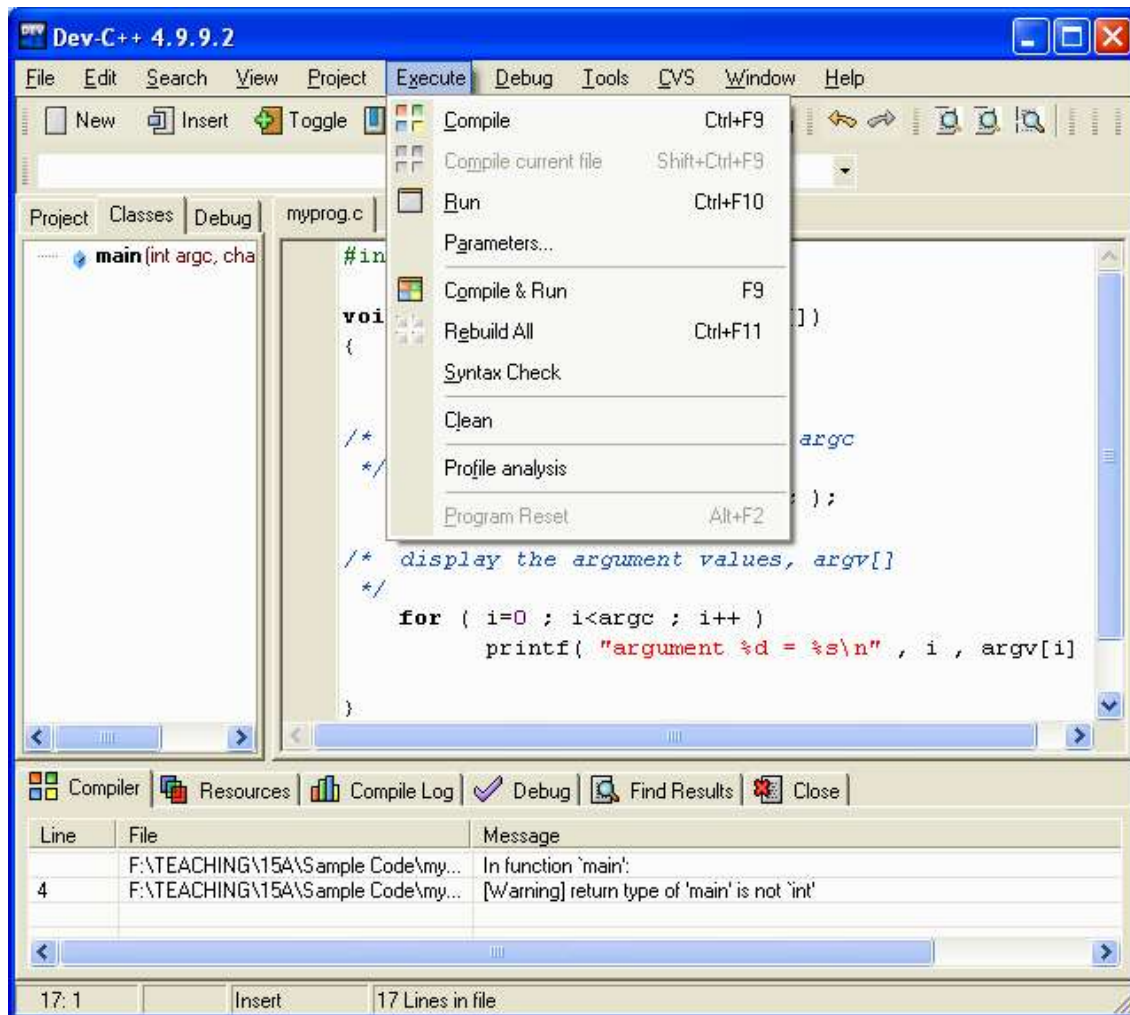 Dev-C++ 4.9.9.2
File Edit Search View Project Execute Debug Tools CVS Window Help
New Insert Toggle
Compile Ctrl+F9
Compile current file Shift+Ctrl+F9
Run Ctrl+F10
Parameters...
Compile & Run F9
Rebuild All Ctrl+F11
Syntax Check
Clean
Profile analysis
Program Reset Alt+F2
Project Classes Debug
main (int argc, cha
myprog.c
#in
voi ])
{
/* argc
*/
; );
/* display the argument values, argv[]
*/
for ( i=0 ; i<argc ; i++ )
printf( "argument %d = %s\n" , i , argv[i]
}
Compiler Resources Compile Log Debug Find Results Close
Line File Message
F:\TEACHING\15A\Sample Code\my... In function `main':
4 F:\TEACHING\15A\Sample Code\my... [Warning] return type of 'main' is not `int'
17: 1 Insert 17 Lines in file